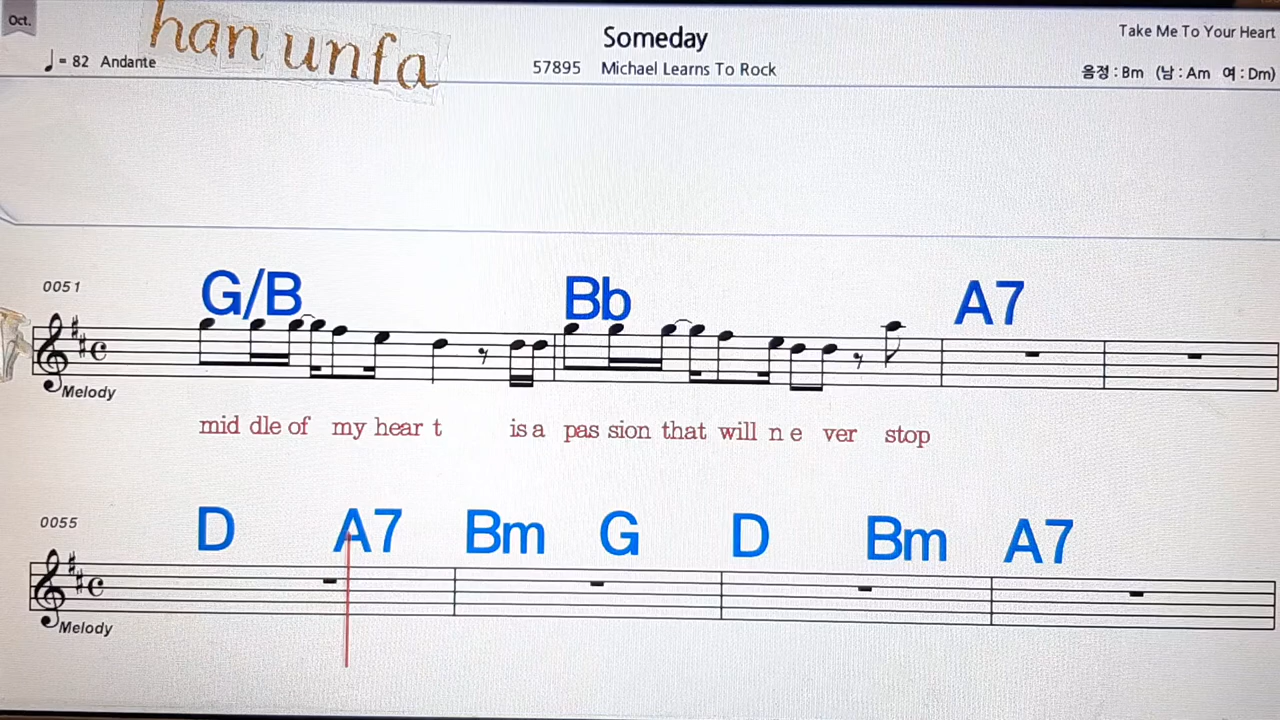 Oct.
han unfa
Someday
Take Me To Your Heart
♩= 82 Andante
57895 Michael Learns To Rock
음정 : Bm (남 : Am 여 : Dm)
0051
G/B Bb A7
Melody
mid dle of my hear t is a pas sion that will n e ver stop
0055
D A7 Bm G D Bm A7
Melody